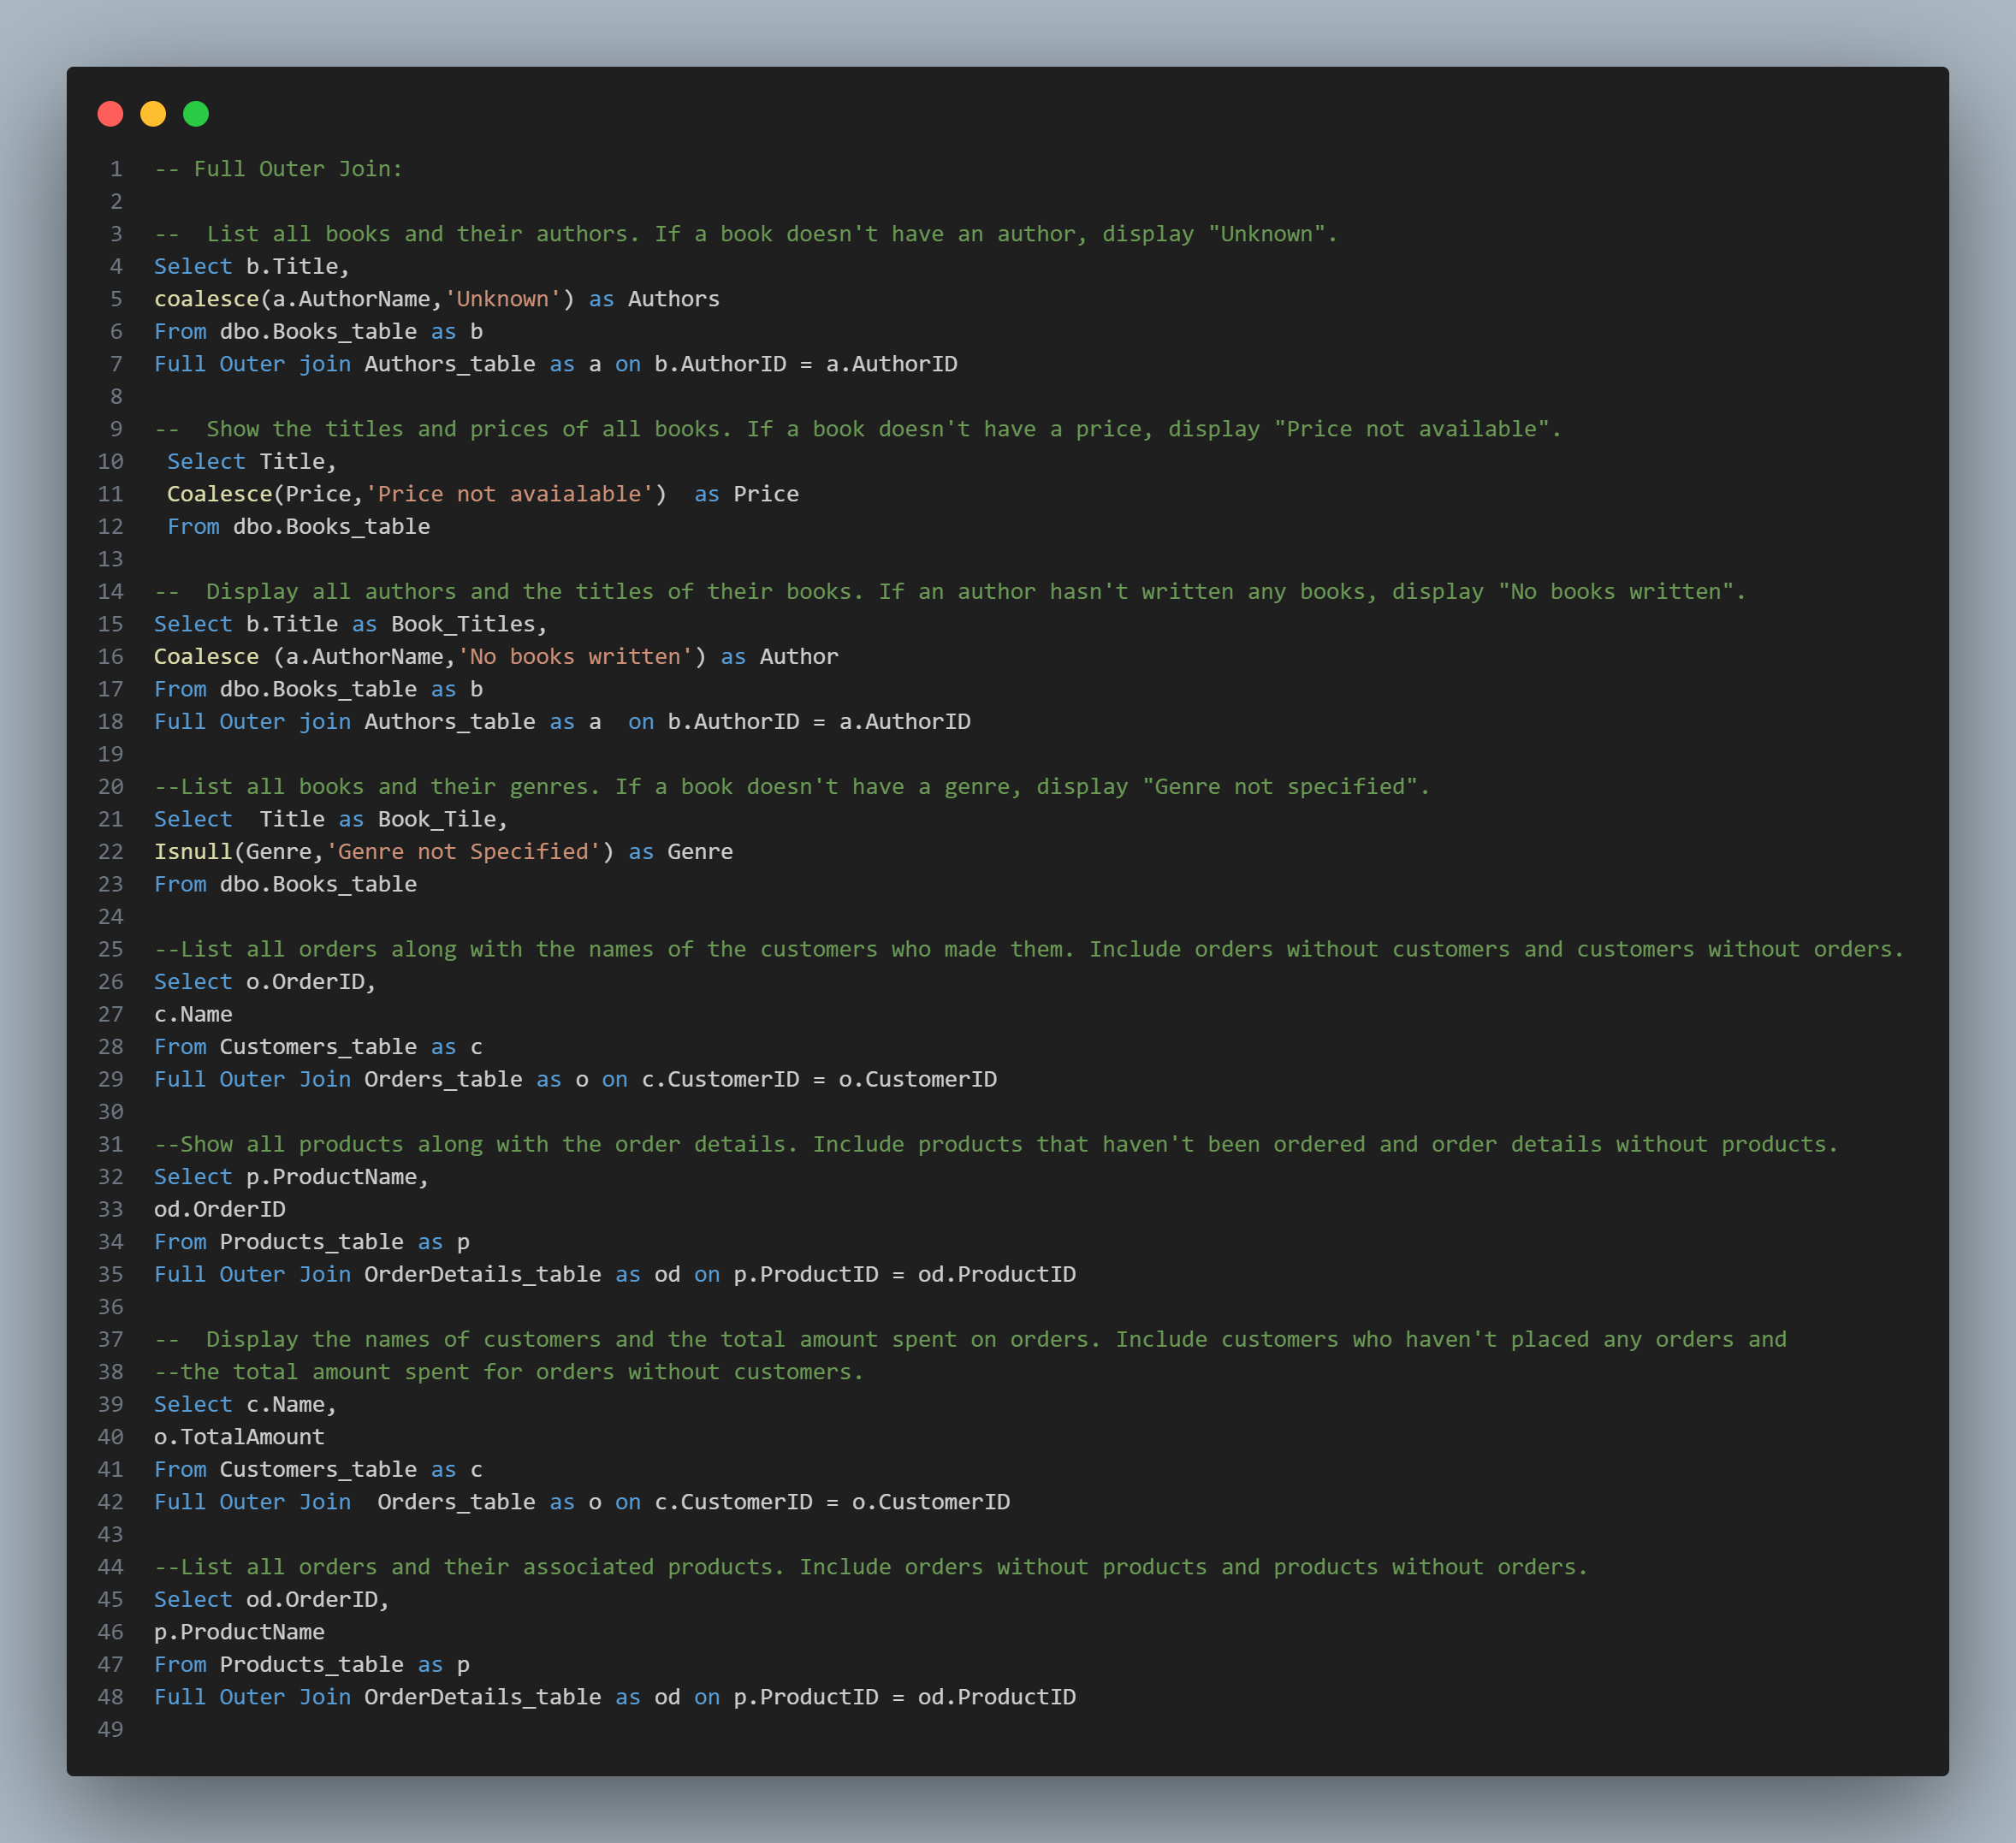 1 -- Full Outer Join:
2
3 --  List all books and their authors. If a book doesn't have an author, display "Unknown".
4 Select b.Title,
5 coalesce(a.AuthorName,'Unknown') as Authors
6 From dbo.Books_table as b
7 Full Outer join Authors_table as a on b.AuthorID = a.AuthorID
8
9 --  Show the titles and prices of all books. If a book doesn't have a price, display "Price not available".
10  Select Title,
11  Coalesce(Price,'Price not avaialable')  as Price
12  From dbo.Books_table
13
14 --  Display all authors and the titles of their books. If an author hasn't written any books, display "No books written".
15 Select b.Title as Book_Titles,
16 Coalesce (a.AuthorName,'No books written') as Author
17 From dbo.Books_table as b
18 Full Outer join Authors_table as a  on b.AuthorID = a.AuthorID
19
20 --List all books and their genres. If a book doesn't have a genre, display "Genre not specified".
21 Select  Title as Book_Tile,
22 Isnull(Genre,'Genre not Specified') as Genre
23 From dbo.Books_table
24
25 --List all orders along with the names of the customers who made them. Include orders without customers and customers without orders.
26 Select o.OrderID,
27 c.Name
28 From Customers_table as c
29 Full Outer Join Orders_table as o on c.CustomerID = o.CustomerID
30
31 --Show all products along with the order details. Include products that haven't been ordered and order details without products.
32 Select p.ProductName,
33 od.OrderID
34 From Products_table as p
35 Full Outer Join OrderDetails_table as od on p.ProductID = od.ProductID
36
37 --  Display the names of customers and the total amount spent on orders. Include customers who haven't placed any orders and
38 --the total amount spent for orders without customers.
39 Select c.Name,
40 o.TotalAmount
41 From Customers_table as c
42 Full Outer Join  Orders_table as o on c.CustomerID = o.CustomerID
43
44 --List all orders and their associated products. Include orders without products and products without orders.
45 Select od.OrderID,
46 p.ProductName
47 From Products_table as p
48 Full Outer Join OrderDetails_table as od on p.ProductID = od.ProductID
49